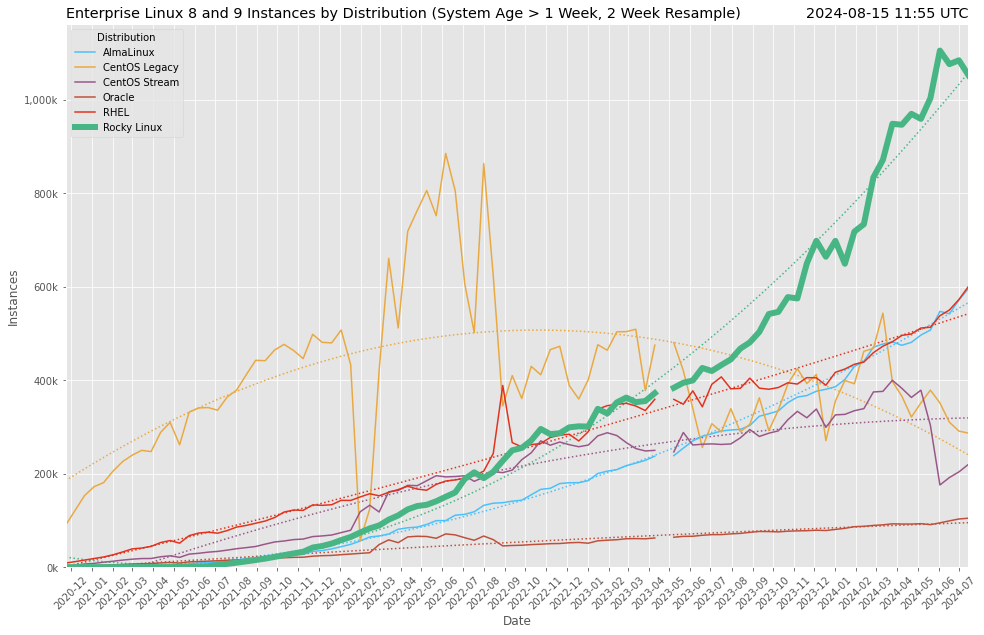 Enterprise Linux 8 and 9 Instances by Distribution (System Age > 1 Week, 2 Week Resample)
2024-08-15 11:55 UTC
Distribution
AlmaLinux
CentOS Legacy
CentOS Stream
Oracle
RHEL
Rocky Linux
Instances
1,000k
800k
600k
400k
200k
0k
2020-12
2021-01
2021-02
2021-03
2021-04
2021-05
2021-06
2021-07
2021-08
2021-09
2021-10
2021-11
2021-12
2022-01
2022-02
2022-03
2022-04
2022-05
2022-06
2022-07
2022-08
2022-09
2022-10
2022-11
2022-12
2023-01
2023-02
2023-03
2023-04
2023-05
2023-06
2023-07
2023-08
2023-09
2023-10
2023-11
2023-12
2024-01
2024-02
2024-03
2024-04
2024-05
2024-06
2024-07
Date